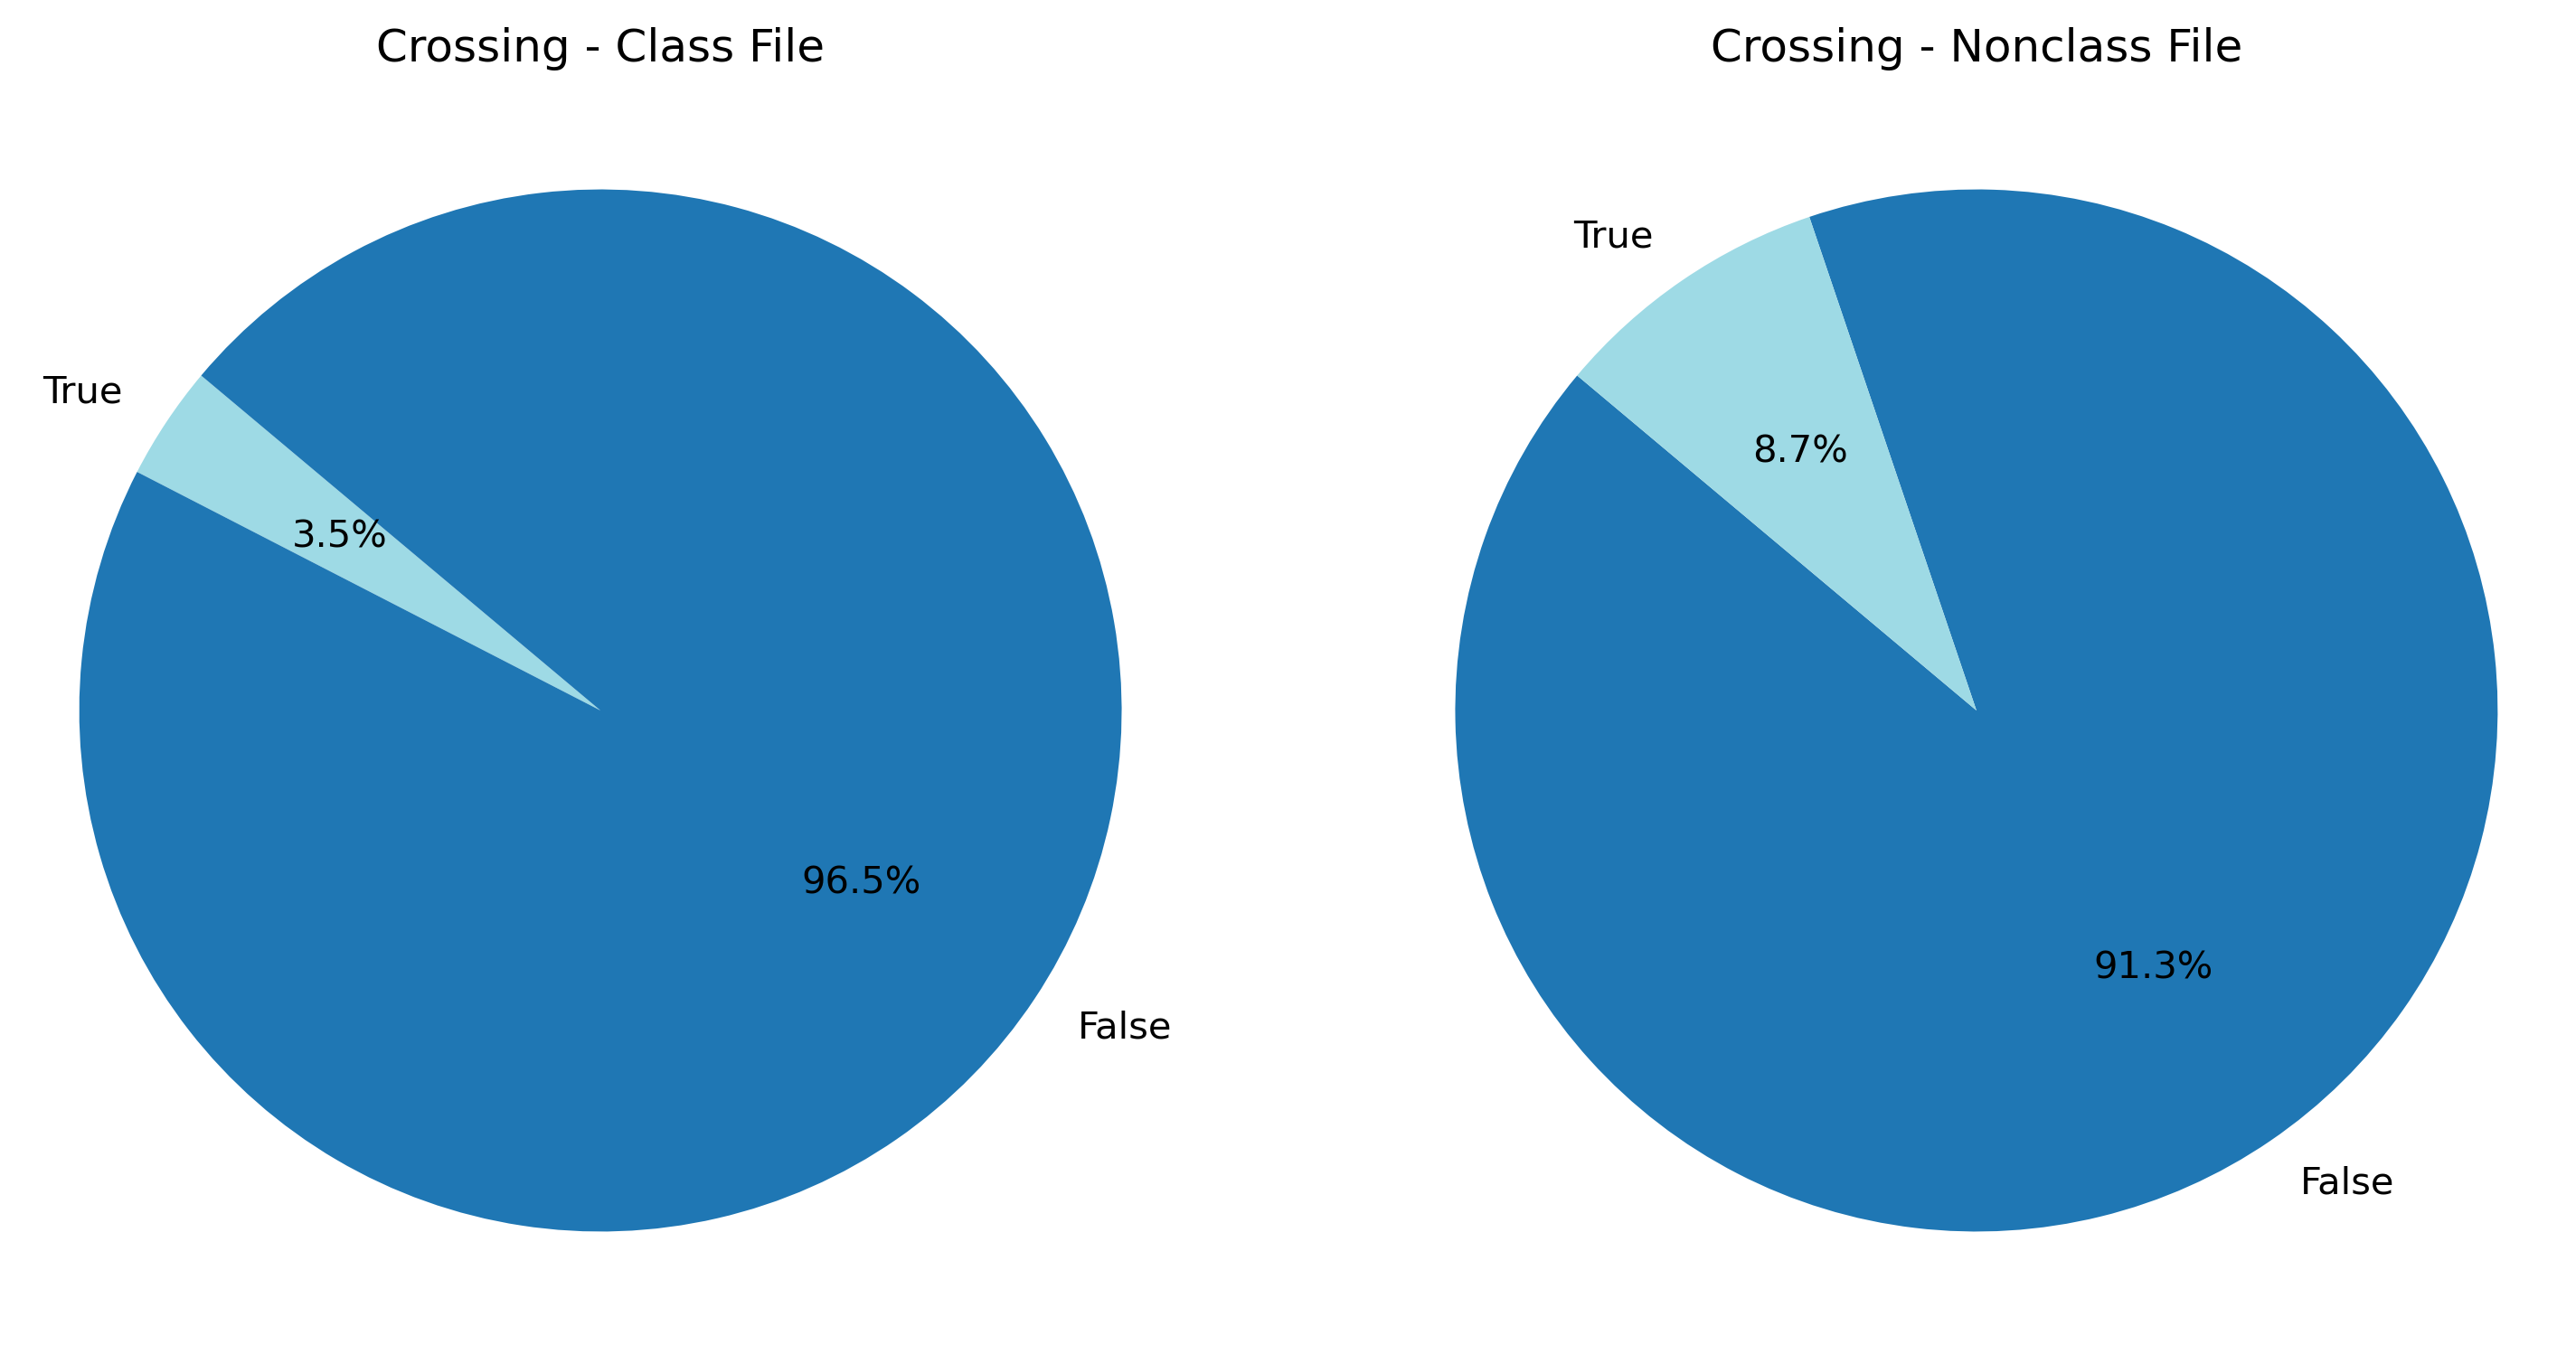 Crossing - Class File
True
3.5%
96.5%
False
Crossing - Nonclass File
True
8.7%
91.3%
False